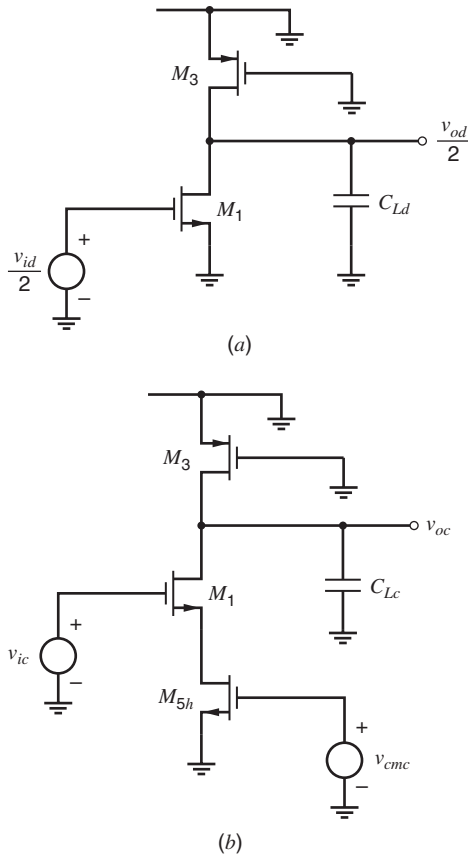 M3
vod/2
CLd
M1
vid/2
+
−
(a)
M3
voc
CLc
M1
vic
+
−
M5h
+
vcmc
−
(b)